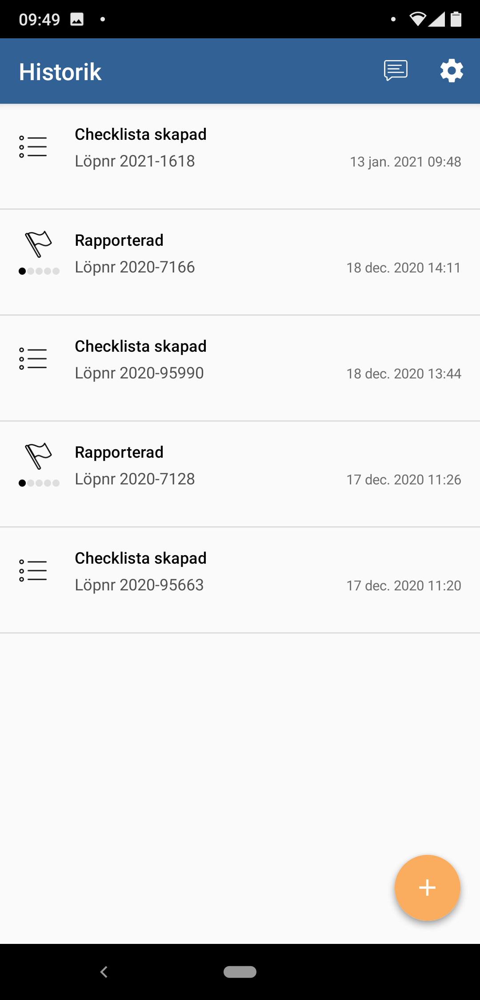 09:49
Historik
Checklista skapad
Löpnr 2021-1618
13 jan. 2021 09:48
Rapporterad
Löpnr 2020-7166
18 dec. 2020 14:11
Checklista skapad
Löpnr 2020-95990
18 dec. 2020 13:44
Rapporterad
Löpnr 2020-7128
17 dec. 2020 11:26
Checklista skapad
Löpnr 2020-95663
17 dec. 2020 11:20